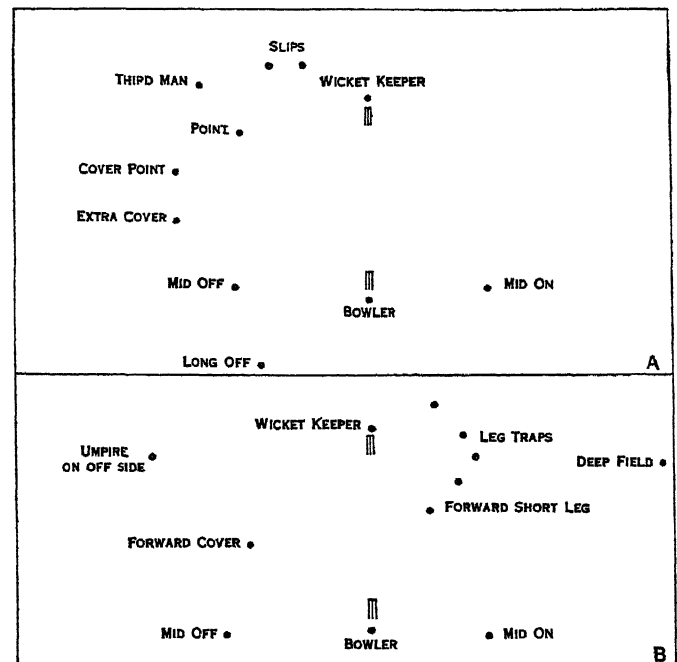 SLIPS
THIPD MAN
WICKET KEEPER
POINT
COVER POINT
EXTRA COVER
MID OFF
MID ON
BOWLER
LONG OFF
A
WICKET KEEPER
LEG TRAPS
UMPIRE
ON OFF SIDE
DEEP FIELD
FORWARD SHORT LEG
FORWARD COVER
MID OFF
BOWLER
MID ON
B